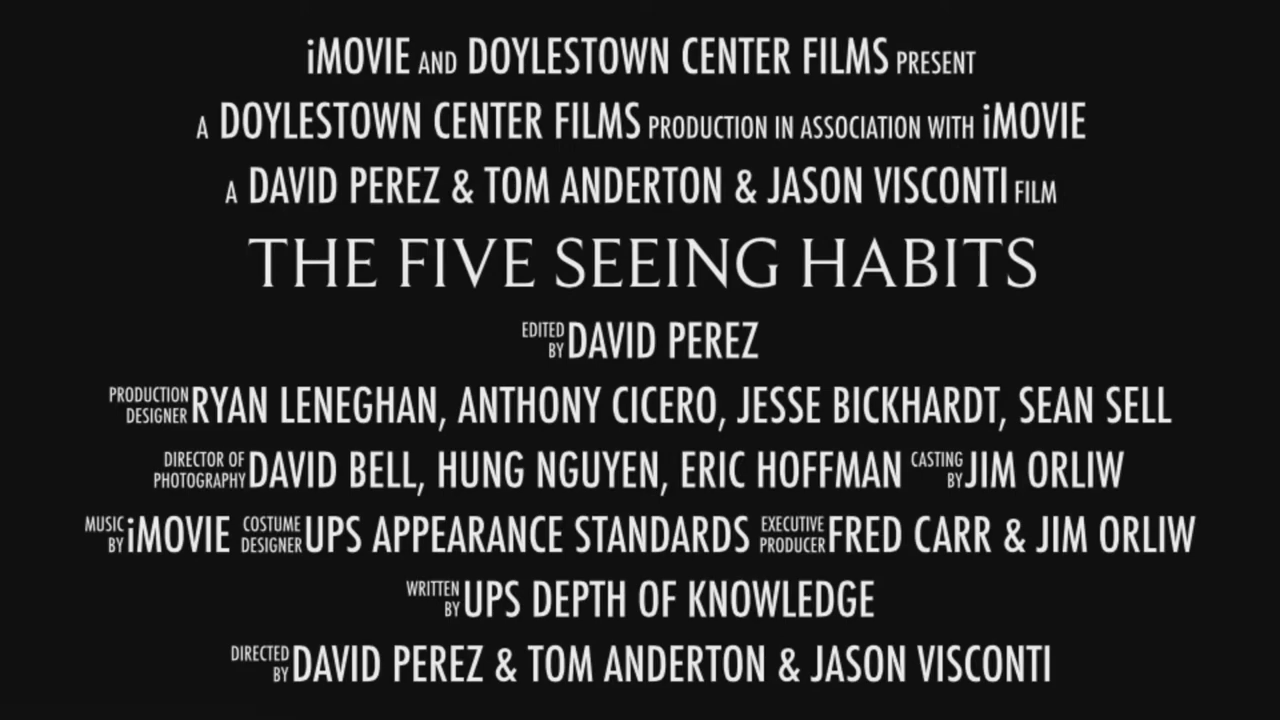 iMOVIE AND DOYLESTOWN CENTER FILMS PRESENT
A DOYLESTOWN CENTER FILMS PRODUCTION IN ASSOCIATION WITH iMOVIE
A DAVID PEREZ & TOM ANDERTON & JASON VISCONTI FILM
THE FIVE SEEING HABITS
EDITED BY DAVID PEREZ
PRODUCTION DESIGNER RYAN LENEGHAN, ANTHONY CICERO, JESSE BICKHARDT, SEAN SELL
DIRECTOR OF PHOTOGRAPHY DAVID BELL, HUNG NGUYEN, ERIC HOFFMAN CASTING BY JIM ORLIW
MUSIC BY iMOVIE COSTUME DESIGNER UPS APPEARANCE STANDARDS EXECUTIVE PRODUCER FRED CARR & JIM ORLIW
WRITTEN BY UPS DEPTH OF KNOWLEDGE
DIRECTED BY DAVID PEREZ & TOM ANDERTON & JASON VISCONTI